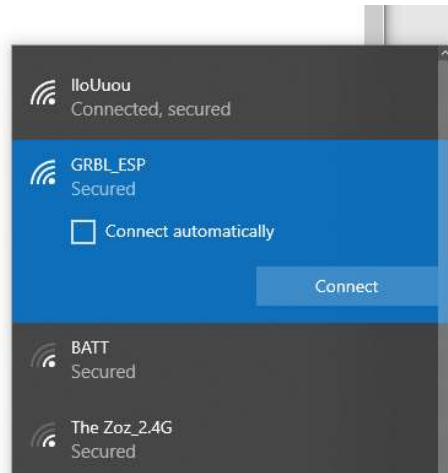 lloUuou
Connected, secured
GRBL_ESP
Secured
Connect automatically
Connect
BATT
Secured
The Zoz_2.4G
Secured